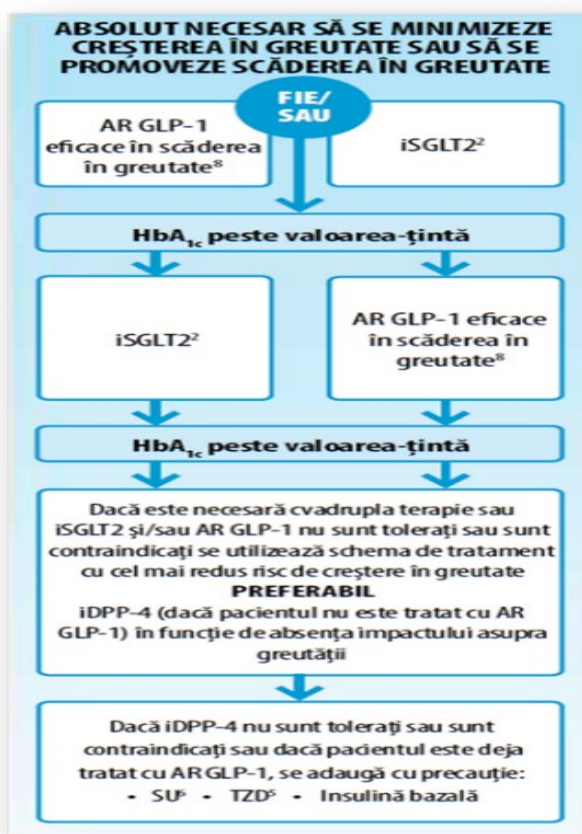 ABSOLUT NECESAR SĂ SE MINIMIZEZE
CREȘTEREA ÎN GREUTATE SAU SĂ SE
PROMOVEZE SCĂDEREA ÎN GREUTATE
FIE/
SAU
AR GLP-1
eficace în scăderea
în greutate⁸
iSGLT2²
HbA1c peste valoarea-țintă
iSGLT2²
AR GLP-1 eficace
în scăderea în
greutate⁸
HbA1c peste valoarea-țintă
Dacă este necesară cvadrupla terapie sau
iSGLT2 și/sau AR GLP-1 nu sunt tolerați sau sunt
contraindicați se utilizează schema de tratament
cu cel mai redus risc de creștere în greutate
PREFERABIL
iDPP-4 (dacă pacientul nu este tratat cu AR
GLP-1) în funcție de absența impactului asupra
greutății
Dacă iDPP-4 nu sunt tolerați sau sunt
contraindicați sau dacă pacientul este deja
tratat cu AR GLP-1, se adaugă cu precauție:
• SU⁶ • TZD⁵ • Insulină bazală